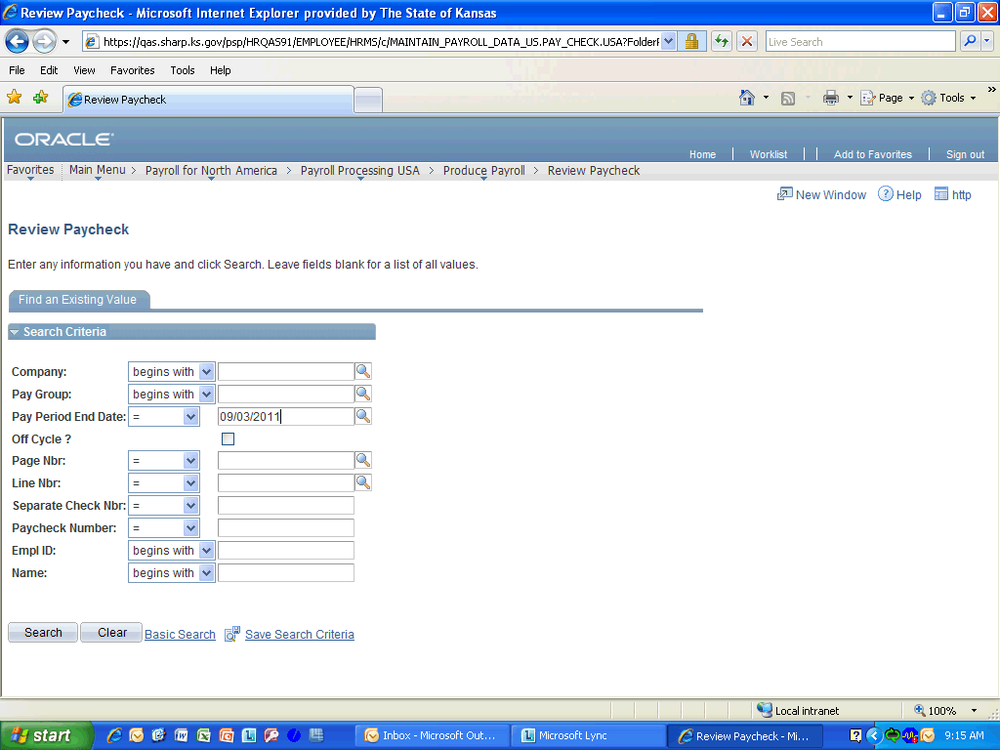 Review Paycheck - Microsoft Internet Explorer provided by The State of Kansas
https://qas.sharp.ks.gov/psp/HRQAS91/EMPLOYEE/HRMS/c/MAINTAIN_PAYROLL_DATA_US.PAY_CHECK.USA?FolderF Live Search
File Edit View Favorites Tools Help
Review Paycheck Page Tools »
ORACLE
Home Worklist Add to Favorites Sign out
Favorites Main Menu > Payroll for North America > Payroll Processing USA > Produce Payroll > Review Paycheck
New Window Help http
Review Paycheck
Enter any information you have and click Search. Leave fields blank for a list of all values.
Find an Existing Value
Search Criteria
Company: begins with
Pay Group: begins with
Pay Period End Date: = 09/03/2011
Off Cycle ?
Page Nbr: =
Line Nbr: =
Separate Check Nbr: =
Paycheck Number: =
Empl ID: begins with
Name: begins with
Search Clear Basic Search Save Search Criteria
Local intranet 100%
start Inbox - Microsoft Out... Microsoft Lync Review Paycheck - Mi... 9:15 AM